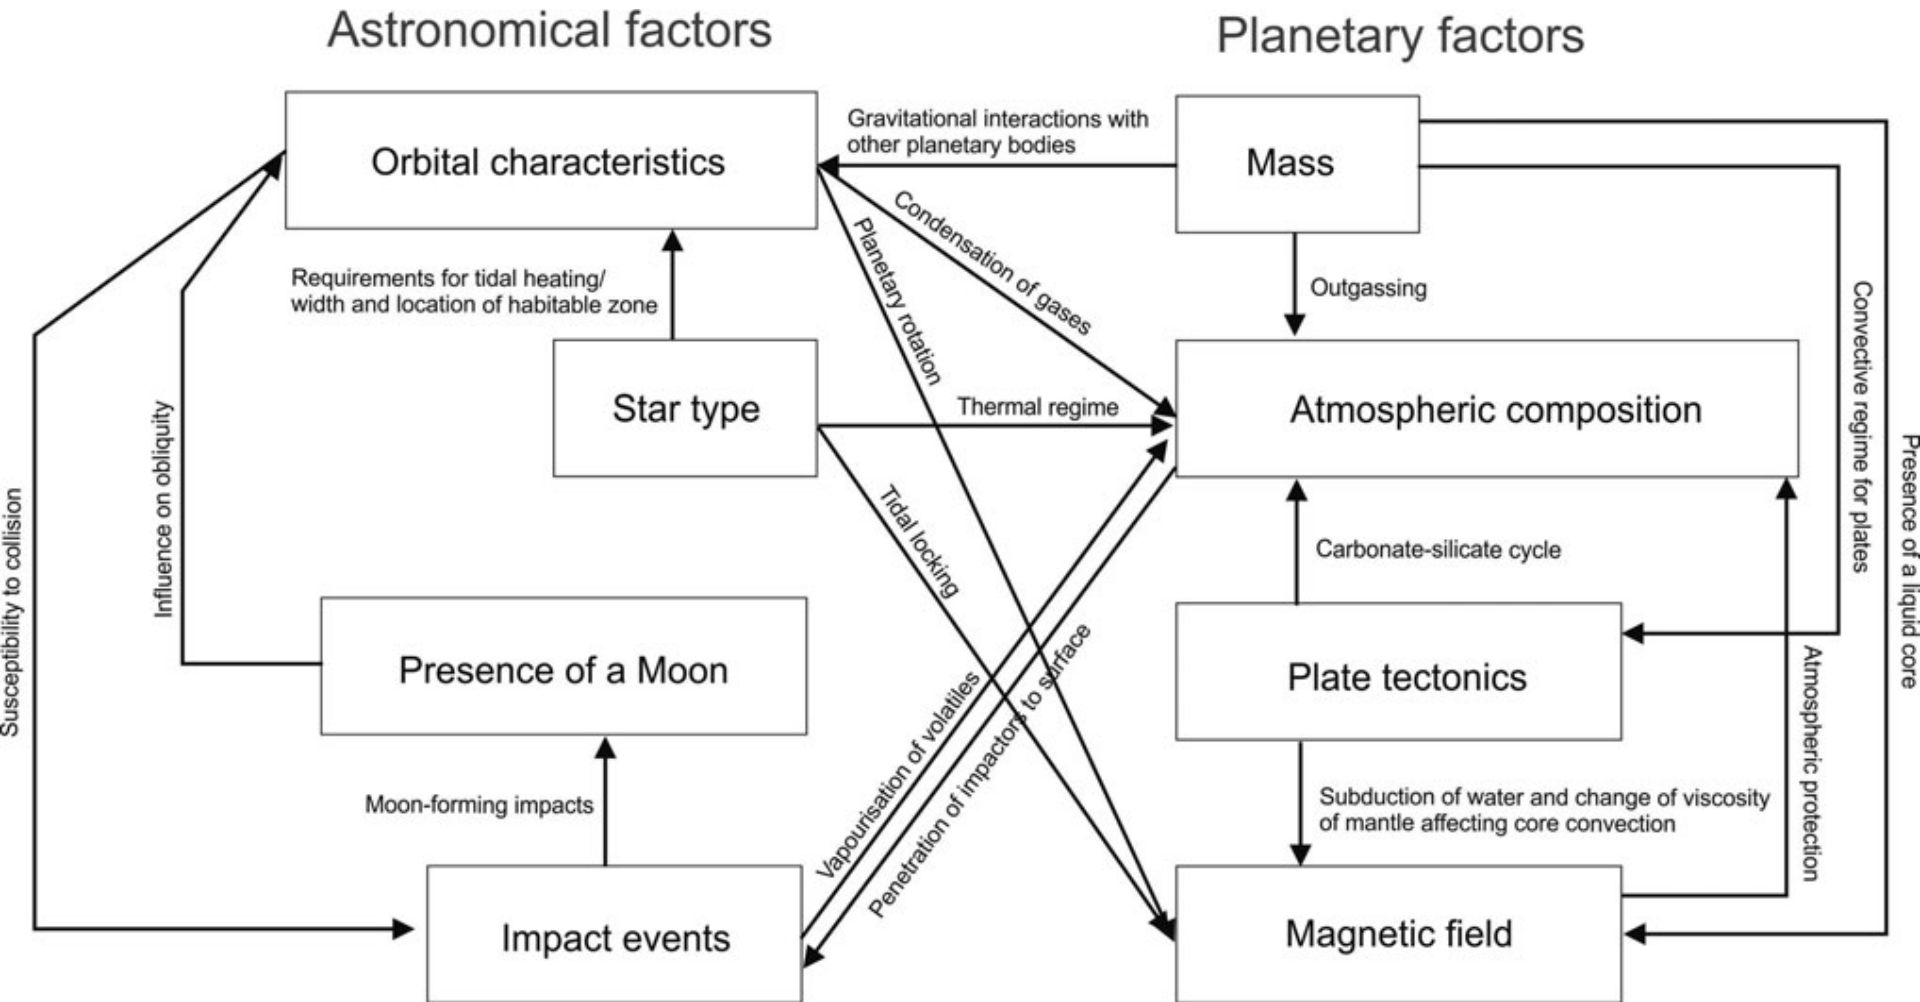 Astronomical factors
Planetary factors
Orbital characteristics
Gravitational interactions with
other planetary bodies
Mass
Condensation of gases
Planetary rotation
Requirements for tidal heating/
width and location of habitable zone
Outgassing
Star type
Thermal regime
Atmospheric composition
Convective regime for plates
Presence of a liquid core
Susceptibility to collision
Influence on obliquity
Tidal locking
Carbonate-silicate cycle
Presence of a Moon
Plate tectonics
Vapourisation of volatiles
Penetration of impactors to surface
Atmospheric protection
Moon-forming impacts
Subduction of water and change of viscosity
of mantle affecting core convection
Impact events
Magnetic field